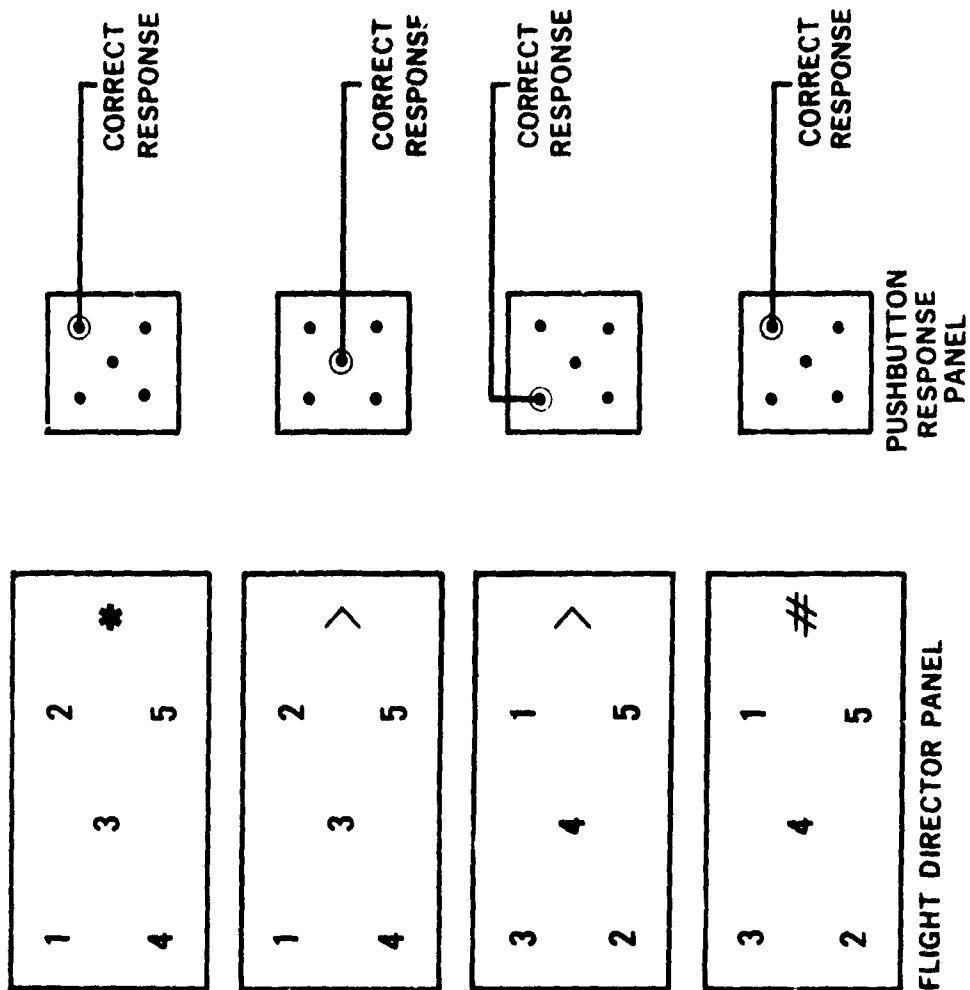 1 2
3 *
4 5
CORRECT
RESPONSE
1 2
3 >
4 5
CORRECT
RESPONSE
3 1
4 >
2 5
CORRECT
RESPONSE
3 1
4 #
2 5
CORRECT
RESPONSE
FLIGHT DIRECTOR PANEL
PUSHBUTTON
RESPONSE
PANEL